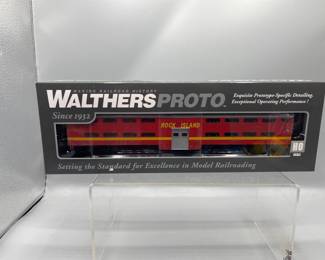 MAKING RAILROAD HISTORY
WALTHERSPROTO
Since 1932
Exquisite Prototype-Specific Detailing,
Exceptional Operating Performance!
ROCK ISLAND
HO
SCALE
Setting the Standard for Excellence in Model Railroading